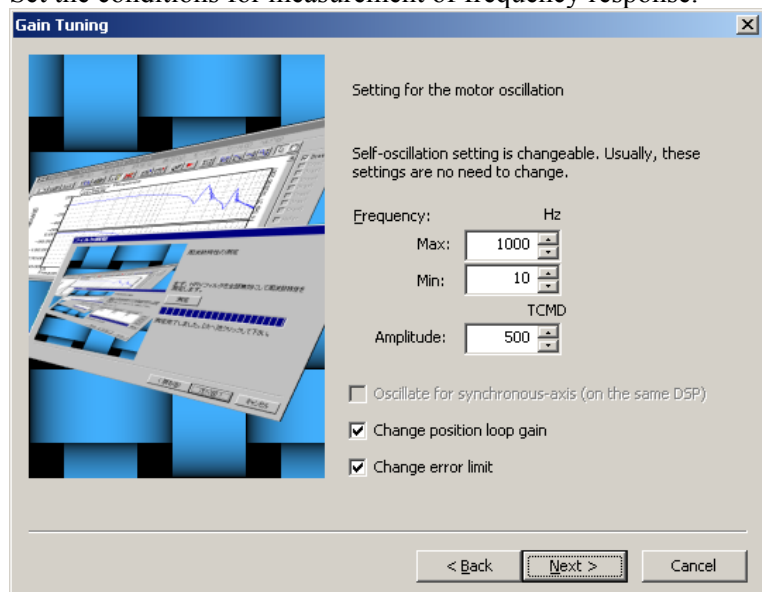 Set the conditions for measurement of frequency response.
Gain Tuning
Setting for the motor oscillation
Self-oscillation setting is changeable. Usually, these
settings are no need to change.
Frequency: Hz
Max: 1000
Min: 10
TCMD
Amplitude: 500
Oscillate for synchronous-axis (on the same DSP)
Change position loop gain
Change error limit
< Back Next > Cancel